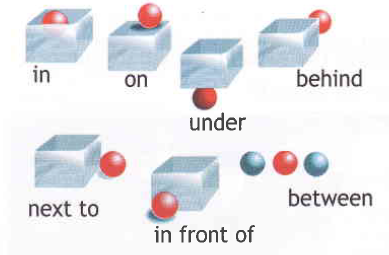 in
on
under
behind
next to
in front of
between